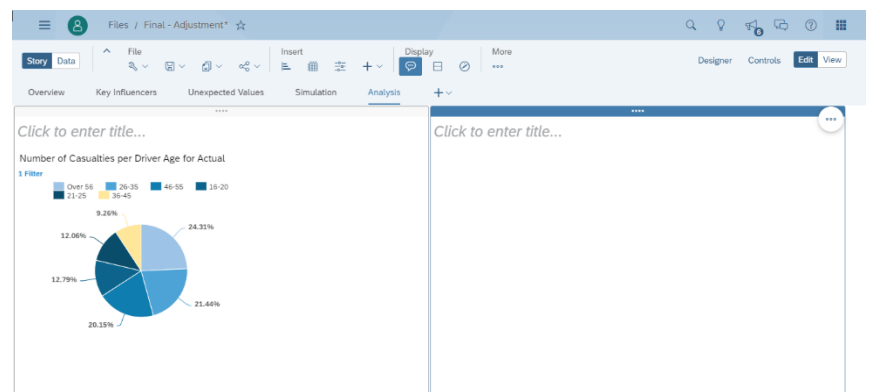 Files / Final - Adjustment*
6
Story Data
File
Insert
Display
More
Designer Controls Edit View
Overview Key Influencers Unexpected Values Simulation Analysis
Click to enter title...
Number of Casualties per Driver Age for Actual
1 Filter
Over 56 26-35 46-55 16-20
21-25 36-45
9.26%
24.31%
12.06%
12.79%
21.44%
20.15%
Click to enter title...